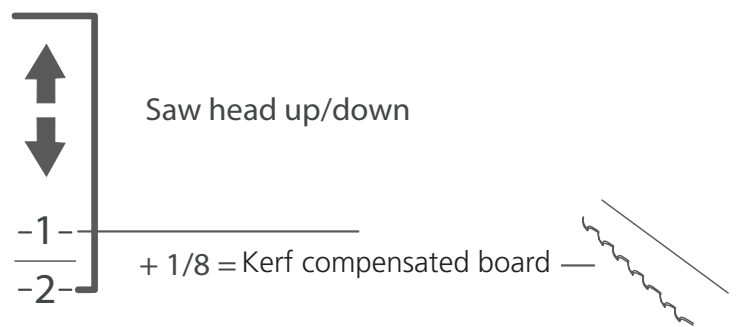 Saw head up/down
-1-
+ 1/8 = Kerf compensated board
-2-